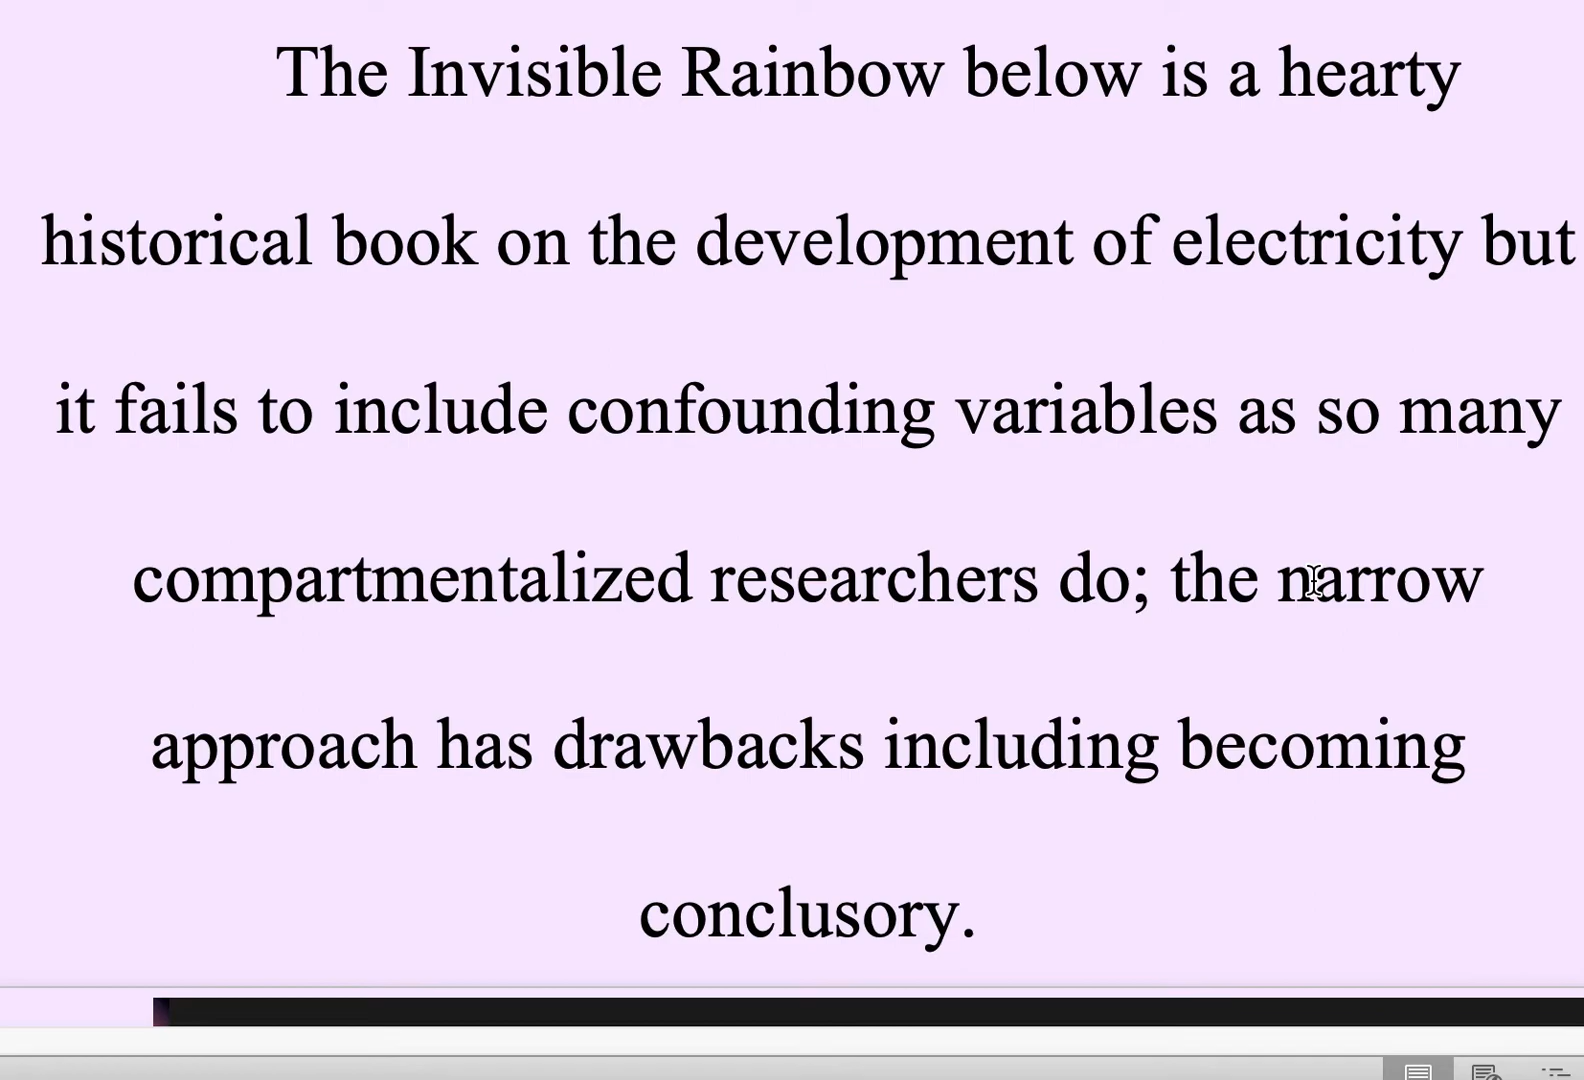 The Invisible Rainbow below is a hearty
historical book on the development of electricity but
it fails to include confounding variables as so many
compartmentalized researchers do; the narrow
approach has drawbacks including becoming
conclusory.